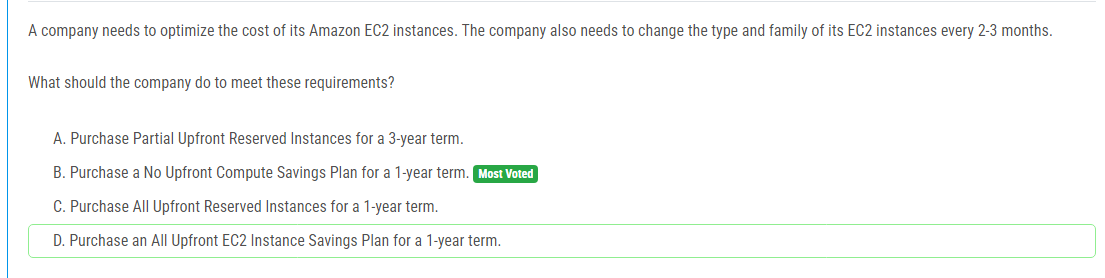 A company needs to optimize the cost of its Amazon EC2 instances. The company also needs to change the type and family of its EC2 instances every 2-3 months.
What should the company do to meet these requirements?
A. Purchase Partial Upfront Reserved Instances for a 3-year term.
B. Purchase a No Upfront Compute Savings Plan for a 1-year term. Most Voted
C. Purchase All Upfront Reserved Instances for a 1-year term.
D. Purchase an All Upfront EC2 Instance Savings Plan for a 1-year term.